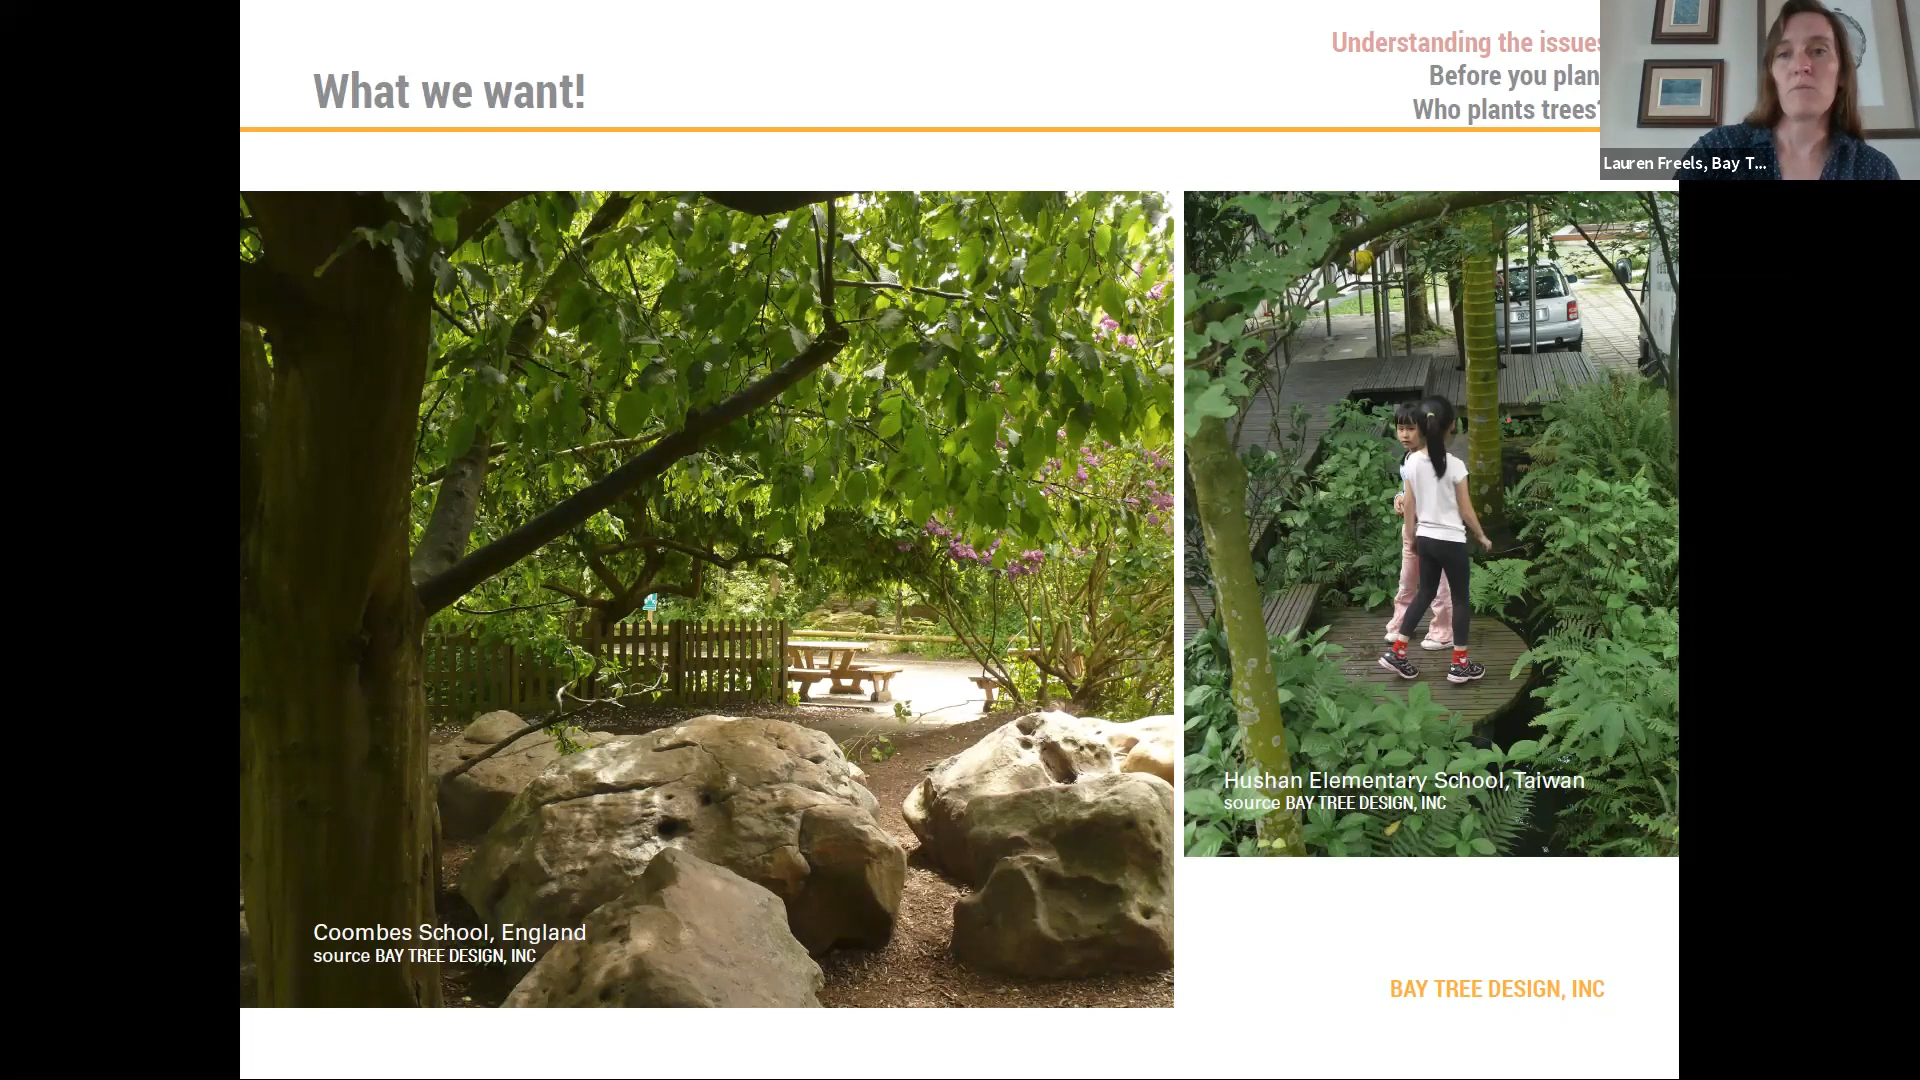 What we want!
Understanding the issues
Before you plan
Who plants trees?
Lauren Freels, Bay T...
Hushan Elementary School, Taiwan
source BAY TREE DESIGN, INC
Coombes School, England
source BAY TREE DESIGN, INC
BAY TREE DESIGN, INC